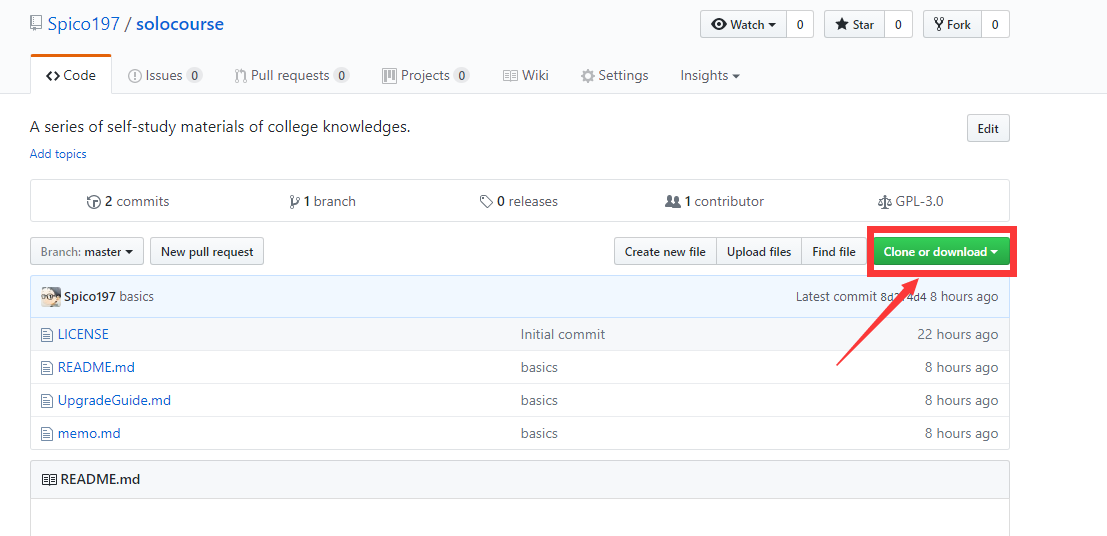 Spico197 / solocourse
Watch 0 Star 0 Fork 0
Code Issues 0 Pull requests 0 Projects 0 Wiki Settings Insights
A series of self-study materials of college knowledges.
Edit
Add topics
2 commits 1 branch 0 releases 1 contributor GPL-3.0
Branch: master New pull request Create new file Upload files Find file Clone or download
Spico197 basics Latest commit 8 hours ago
LICENSE Initial commit 22 hours ago
README.md basics 8 hours ago
UpgradeGuide.md basics 8 hours ago
memo.md basics 8 hours ago
README.md